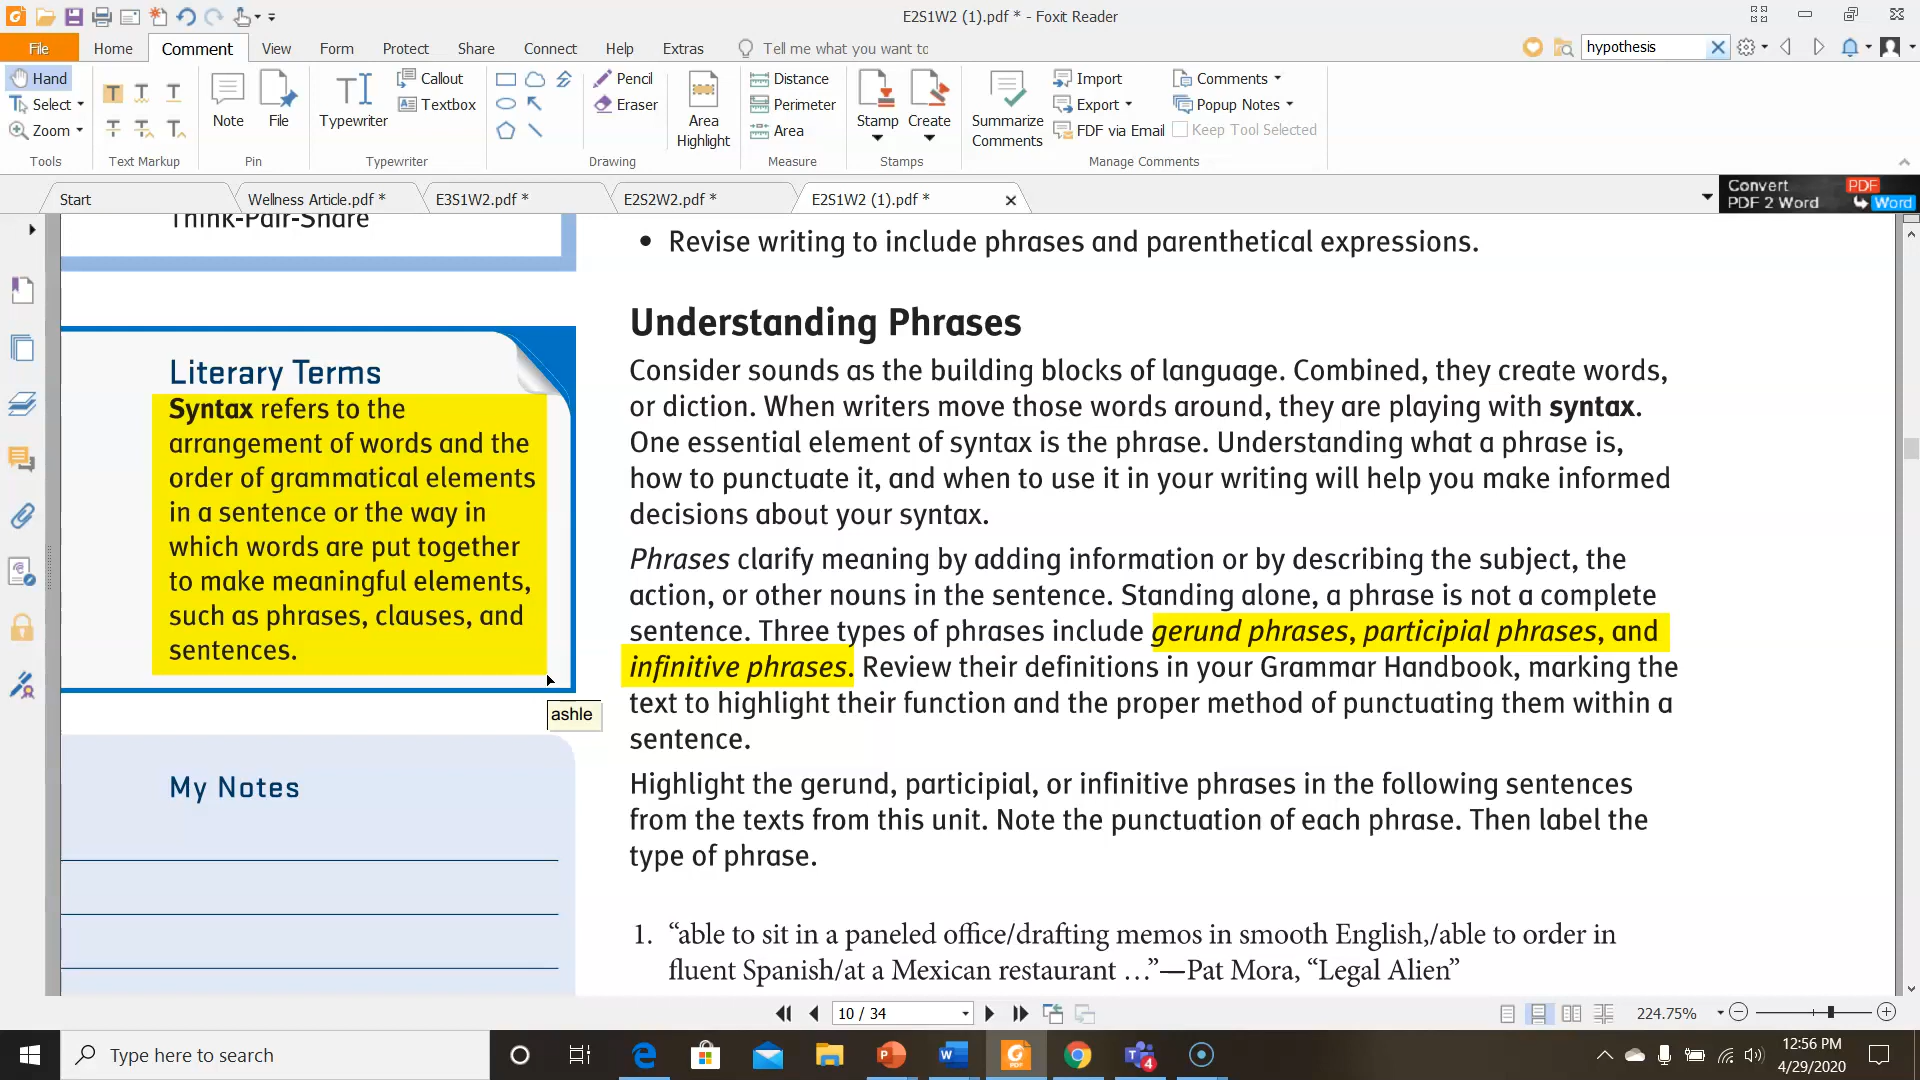 E2S1W2 (1).pdf * - Foxit Reader
File Home Comment View Form Protect Share Connect Help Extras Tell me what you want to hypothesis
Hand
Select
Zoom
Tools
Text Markup
Note File
Pin
Typewriter
Callout
Textbox
Typewriter
Pencil
Eraser
Drawing
Area
Highlight
Distance
Perimeter
Area
Measure
Stamp Create
Stamps
Summarize
Comments
Import
Export
FDF via Email
Comments
Popup Notes
Keep Tool Selected
Manage Comments
Start Wellness Article.pdf * E3S1W2.pdf * E2S2W2.pdf * E2S1W2 (1).pdf *
Convert PDF
PDF 2 Word Word
Think-Pair-Share
Literary Terms
Syntax refers to the
arrangement of words and the
order of grammatical elements
in a sentence or the way in
which words are put together
to make meaningful elements,
such as phrases, clauses, and
sentences.
ashle
My Notes
• Revise writing to include phrases and parenthetical expressions.
Understanding Phrases
Consider sounds as the building blocks of language. Combined, they create words,
or diction. When writers move those words around, they are playing with syntax.
One essential element of syntax is the phrase. Understanding what a phrase is,
how to punctuate it, and when to use it in your writing will help you make informed
decisions about your syntax.
Phrases clarify meaning by adding information or by describing the subject, the
action, or other nouns in the sentence. Standing alone, a phrase is not a complete
sentence. Three types of phrases include gerund phrases, participial phrases, and
infinitive phrases. Review their definitions in your Grammar Handbook, marking the
text to highlight their function and the proper method of punctuating them within a
sentence.
Highlight the gerund, participial, or infinitive phrases in the following sentences
from the texts from this unit. Note the punctuation of each phrase. Then label the
type of phrase.
1. “able to sit in a paneled office/drafting memos in smooth English,/able to order in
fluent Spanish/at a Mexican restaurant …”—Pat Mora, “Legal Alien”
10 / 34
224.75%
Type here to search
4
12:56 PM
4/29/2020